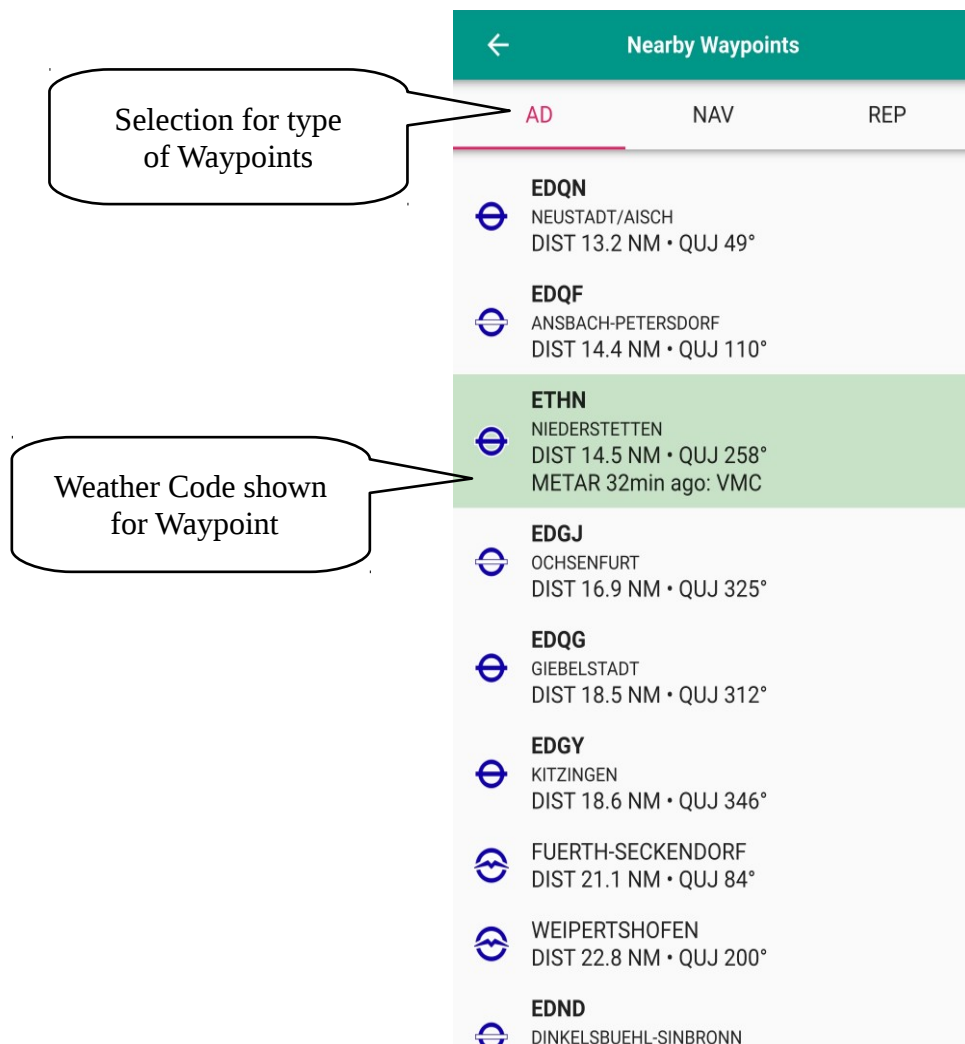 Nearby Waypoints
AD NAV REP
Selection for type
of Waypoints
EDQN
NEUSTADT/AISCH
DIST 13.2 NM • QUJ 49°
EDQF
ANSBACH-PETERSDORF
DIST 14.4 NM • QUJ 110°
ETHN
NIEDERSTETTEN
DIST 14.5 NM • QUJ 258°
METAR 32min ago: VMC
Weather Code shown
for Waypoint
EDGJ
OCHSENFURT
DIST 16.9 NM • QUJ 325°
EDQG
GIEBELSTADT
DIST 18.5 NM • QUJ 312°
EDGY
KITZINGEN
DIST 18.6 NM • QUJ 346°
FUERTH-SECKENDORF
DIST 21.1 NM • QUJ 84°
WEIPERTSHOFEN
DIST 22.8 NM • QUJ 200°
EDND
DINKELSBUEHL-SINBRONN